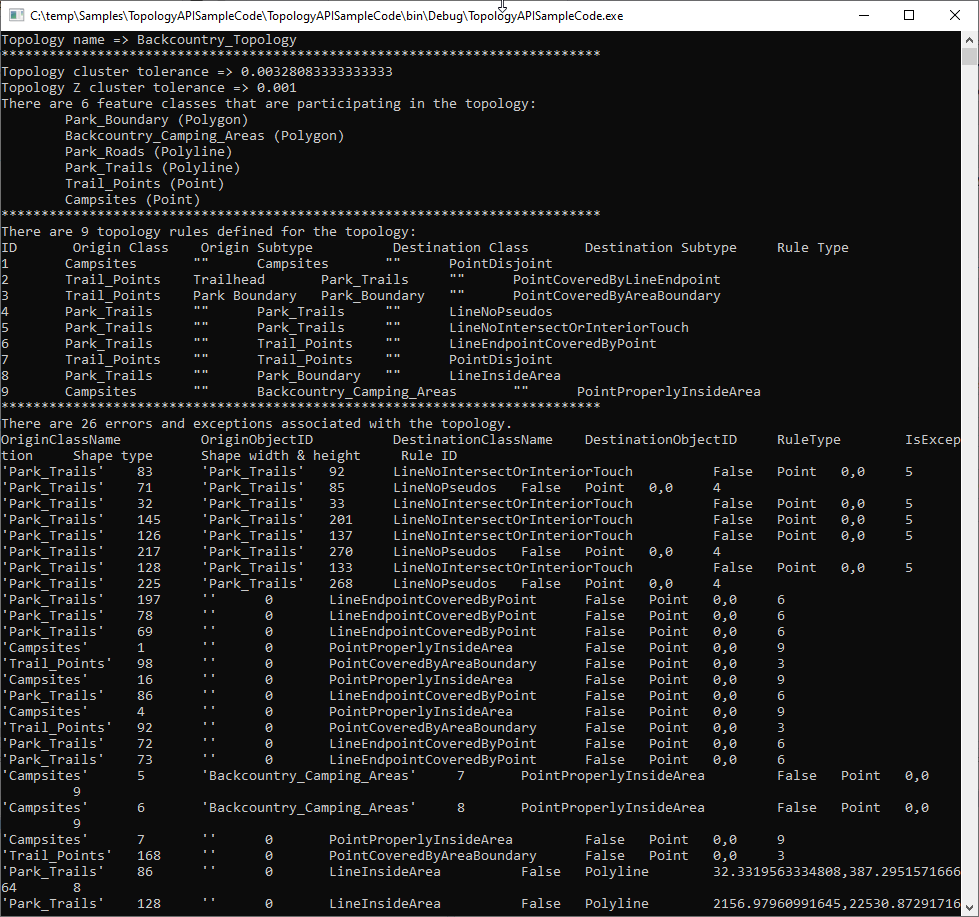 C:\temp\Samples\TopologyAPISampleCode\TopologyAPISampleCode\bin\Debug\TopologyAPISampleCode.exe
Topology name => Backcountry_Topology
***************************************************************************
Topology cluster tolerance => 0.00328083333333333
Topology Z cluster tolerance => 0.001
There are 6 feature classes that are participating in the topology:
Park_Boundary (Polygon)
Backcountry_Camping_Areas (Polygon)
Park_Roads (Polyline)
Park_Trails (Polyline)
Trail_Points (Point)
Campsites (Point)
***************************************************************************
There are 9 topology rules defined for the topology:
ID Origin Class Origin Subtype Destination Class Destination Subtype Rule Type
1 Campsites "" Campsites "" PointDisjoint
2 Trail_Points Trailhead Park_Trails "" PointCoveredByLineEndpoint
3 Trail_Points Park Boundary Park_Boundary "" PointCoveredByAreaBoundary
4 Park_Trails "" Park_Trails "" LineNoPseudos
5 Park_Trails "" Park_Trails "" LineNoIntersectOrInteriorTouch
6 Park_Trails "" Trail_Points "" LineEndpointCoveredByPoint
7 Trail_Points "" Trail_Points "" PointDisjoint
8 Park_Trails "" Park_Boundary "" LineInsideArea
9 Campsites "" Backcountry_Camping_Areas "" PointProperlyInsideArea
***************************************************************************
There are 26 errors and exceptions associated with the topology.
OriginClassName OriginObjectID DestinationClassName DestinationObjectID RuleType IsExcep
tion Shape type Shape width & height Rule ID
'Park_Trails' 83 'Park_Trails' 92 LineNoIntersectOrInteriorTouch False Point 0,0 5
'Park_Trails' 71 'Park_Trails' 85 LineNoPseudos False Point 0,0 4
'Park_Trails' 32 'Park_Trails' 33 LineNoIntersectOrInteriorTouch False Point 0,0 5
'Park_Trails' 145 'Park_Trails' 201 LineNoIntersectOrInteriorTouch False Point 0,0 5
'Park_Trails' 126 'Park_Trails' 137 LineNoIntersectOrInteriorTouch False Point 0,0 5
'Park_Trails' 217 'Park_Trails' 270 LineNoPseudos False Point 0,0 4
'Park_Trails' 128 'Park_Trails' 133 LineNoIntersectOrInteriorTouch False Point 0,0 5
'Park_Trails' 225 'Park_Trails' 268 LineNoPseudos False Point 0,0 4
'Park_Trails' 197 '' 0 LineEndpointCoveredByPoint False Point 0,0 6
'Park_Trails' 78 '' 0 LineEndpointCoveredByPoint False Point 0,0 6
'Park_Trails' 69 '' 0 LineEndpointCoveredByPoint False Point 0,0 6
'Campsites' 1 '' 0 PointProperlyInsideArea False Point 0,0 9
'Trail_Points' 98 '' 0 PointCoveredByAreaBoundary False Point 0,0 3
'Campsites' 16 '' 0 PointProperlyInsideArea False Point 0,0 9
'Park_Trails' 86 '' 0 LineEndpointCoveredByPoint False Point 0,0 6
'Campsites' 4 '' 0 PointProperlyInsideArea False Point 0,0 9
'Trail_Points' 92 '' 0 PointCoveredByAreaBoundary False Point 0,0 3
'Park_Trails' 72 '' 0 LineEndpointCoveredByPoint False Point 0,0 6
'Park_Trails' 73 '' 0 LineEndpointCoveredByPoint False Point 0,0 6
'Campsites' 5 'Backcountry_Camping_Areas' 7 PointProperlyInsideArea False Point 0,0
9
'Campsites' 6 'Backcountry_Camping_Areas' 8 PointProperlyInsideArea False Point 0,0
9
'Campsites' 7 '' 0 PointProperlyInsideArea False Point 0,0 9
'Trail_Points' 168 '' 0 PointCoveredByAreaBoundary False Point 0,0 3
'Park_Trails' 86 '' 0 LineInsideArea False Polyline 32.3319563334808,387.2951571666
64 8
'Park_Trails' 128 '' 0 LineInsideArea False Polyline 2156.97960991645,22530.87291716